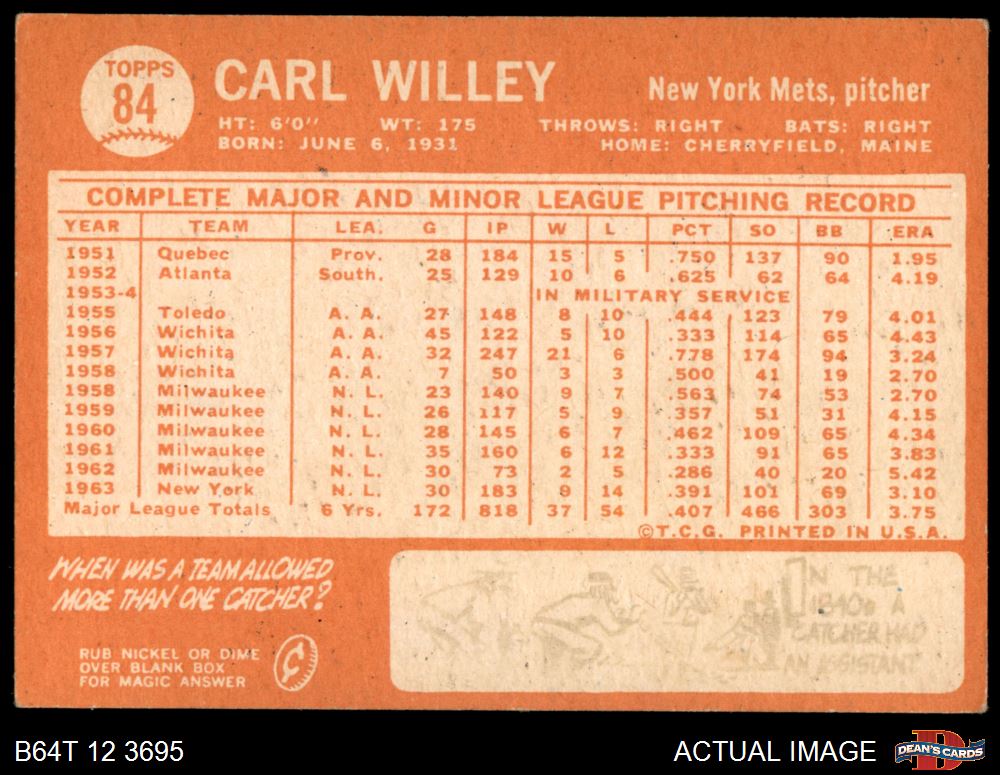 TOPPS
84
CARL WILLEY
New York Mets, pitcher
HT: 6'0" WT: 175 THROWS: RIGHT BATS: RIGHT
BORN: JUNE 6, 1931 HOME: CHERRYFIELD, MAINE
COMPLETE MAJOR AND MINOR LEAGUE PITCHING RECORD
YEAR TEAM LEA. G IP W L PCT SO BB ERA
1951 Quebec Prov. 28 184 15 5 .750 137 90 1.95
1952 Atlanta South. 25 129 10 6 .625 62 64 4.19
1953-4 IN MILITARY SERVICE
1955 Toledo A. A. 27 148 8 10 .444 123 79 4.01
1956 Wichita A. A. 45 122 5 10 .333 114 65 4.43
1957 Wichita A. A. 32 247 21 6 .778 174 94 3.24
1958 Wichita A. A. 7 50 3 3 .500 41 19 2.70
1958 Milwaukee N. L. 23 140 9 7 .563 74 53 2.70
1959 Milwaukee N. L. 26 117 5 9 .357 51 31 4.15
1960 Milwaukee N. L. 28 145 6 7 .462 109 65 4.34
1961 Milwaukee N. L. 35 160 6 12 .333 91 65 3.83
1962 Milwaukee N. L. 30 73 2 5 .286 40 20 5.42
1963 New York N. L. 30 183 9 14 .391 101 69 3.10
Major League Totals 6 Yrs. 172 818 37 54 .407 466 303 3.75
©T.C.G. PRINTED IN U.S.A.
WHEN WAS A TEAM ALLOWED
MORE THAN ONE CATCHER?
RUB NICKEL OR DIME
OVER BLANK BOX
FOR MAGIC ANSWER
¢
IN THE
1840s A
CATCHER HAD
AN ASSISTANT
B64T 12 3695
ACTUAL IMAGE
DEAN'S CARDS